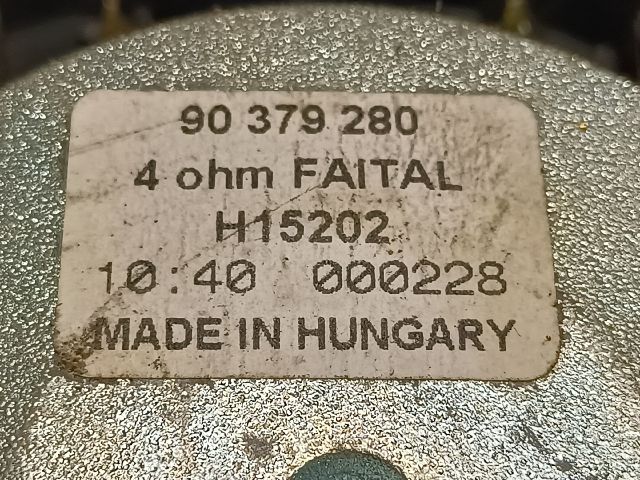 90 379 280
4 ohm FAITAL
H15202
10:40 000228
MADE IN HUNGARY